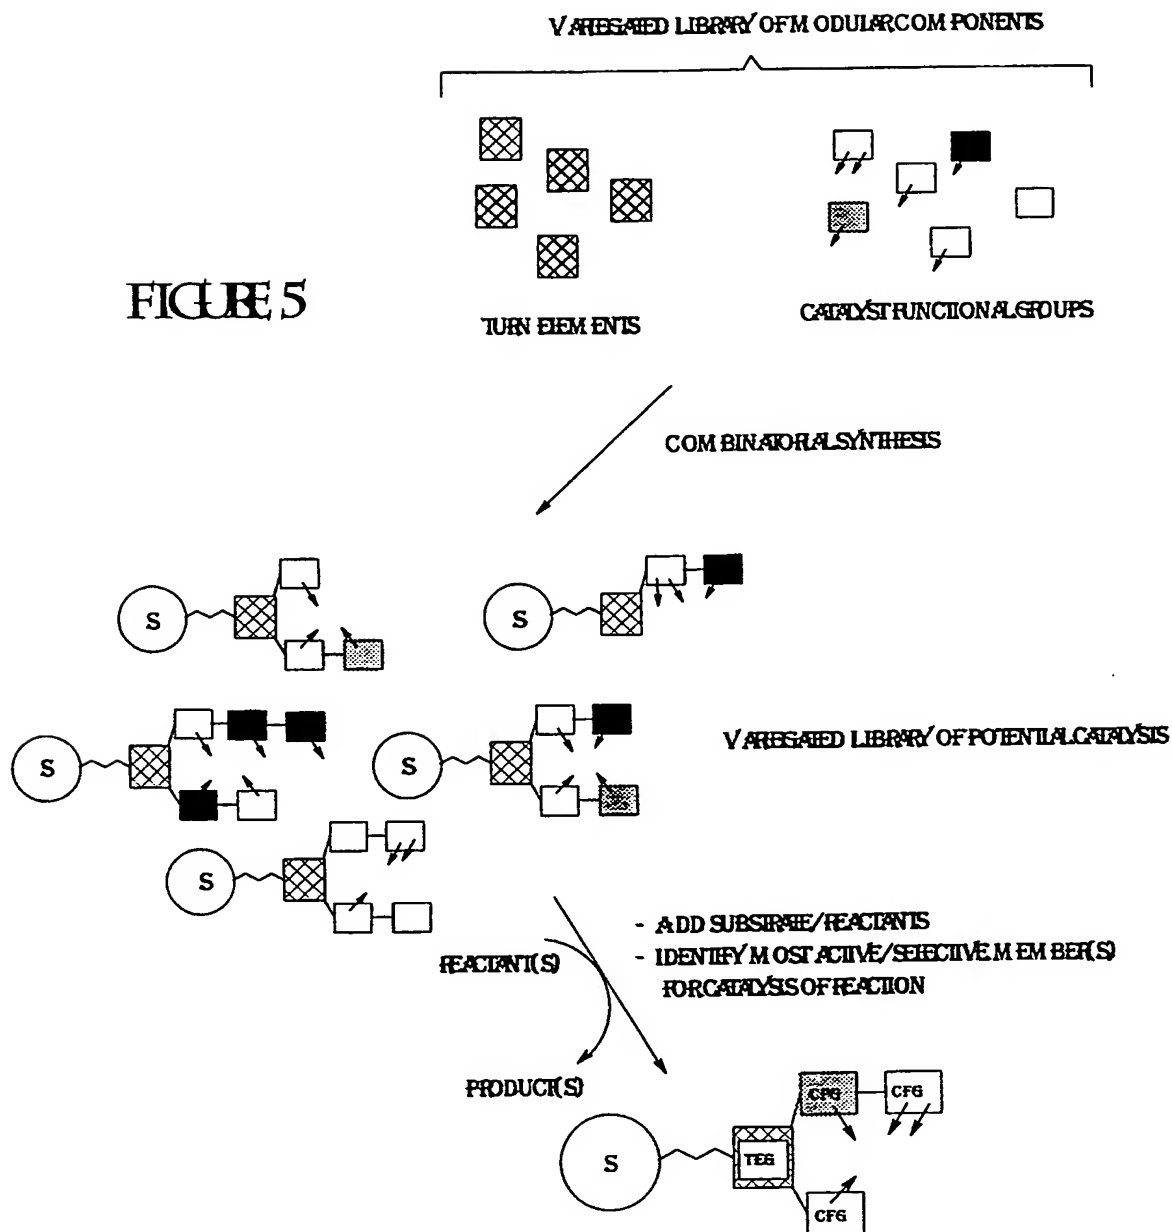 VARIEGATED LIBRARY OF MODULAR COMPONENTS
FIGURE 5
TURN ELEMENTS
CATALYST FUNCTIONAL GROUPS
COMBINATORIAL SYNTHESIS
S
S
S
S
VARIEGATED LIBRARY OF POTENTIAL CATALYSIS
S
- ADD SUBSTRATE/REACTANTS
REACTANT(S)
- IDENTIFY MOST ACTIVE/SELECTIVE MEMBER(S)
FOR CATALYSIS OF REACTION
PRODUCT(S)
CFG
CFG
S
TEG
CFG